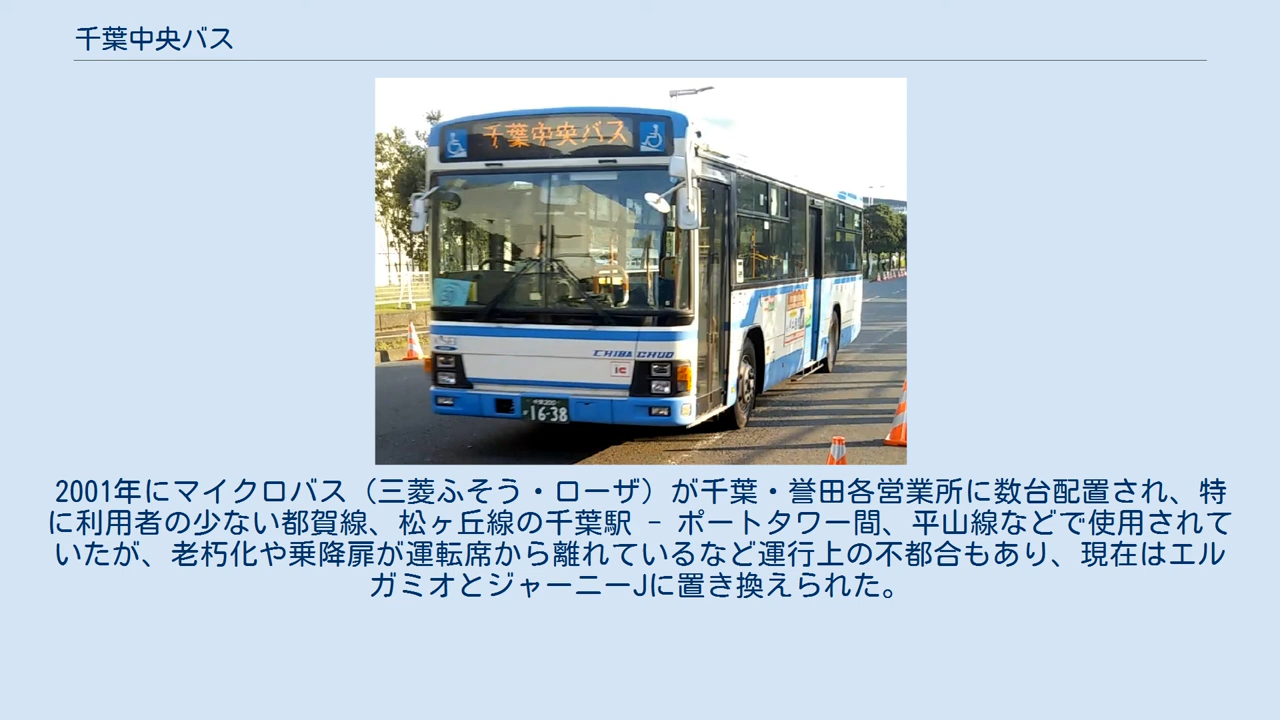 千葉中央バス
千葉中央バス
CHIBA CHUO
IC
16-38
2001年にマイクロバス（三菱ふそう・ローザ）が千葉・誉田各営業所に数台配置され、特
に利用者の少ない都賀線、松ヶ丘線の千葉駅 - ポートタワー間、平山線などで使用されて
いたが、老朽化や乗降扉が運転席から離れているなど運行上の不都合もあり、現在はエル
ガミオとジャーニーJに置き換えられた。